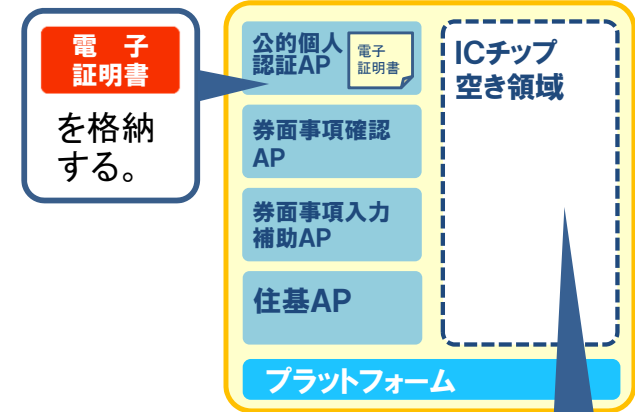 電 子
証明書
を格納
する。
公的個人
認証AP
電子
証明書
券面事項確認
AP
券面事項入力
補助AP
住基AP
ICチップ
空き領域
プラットフォーム